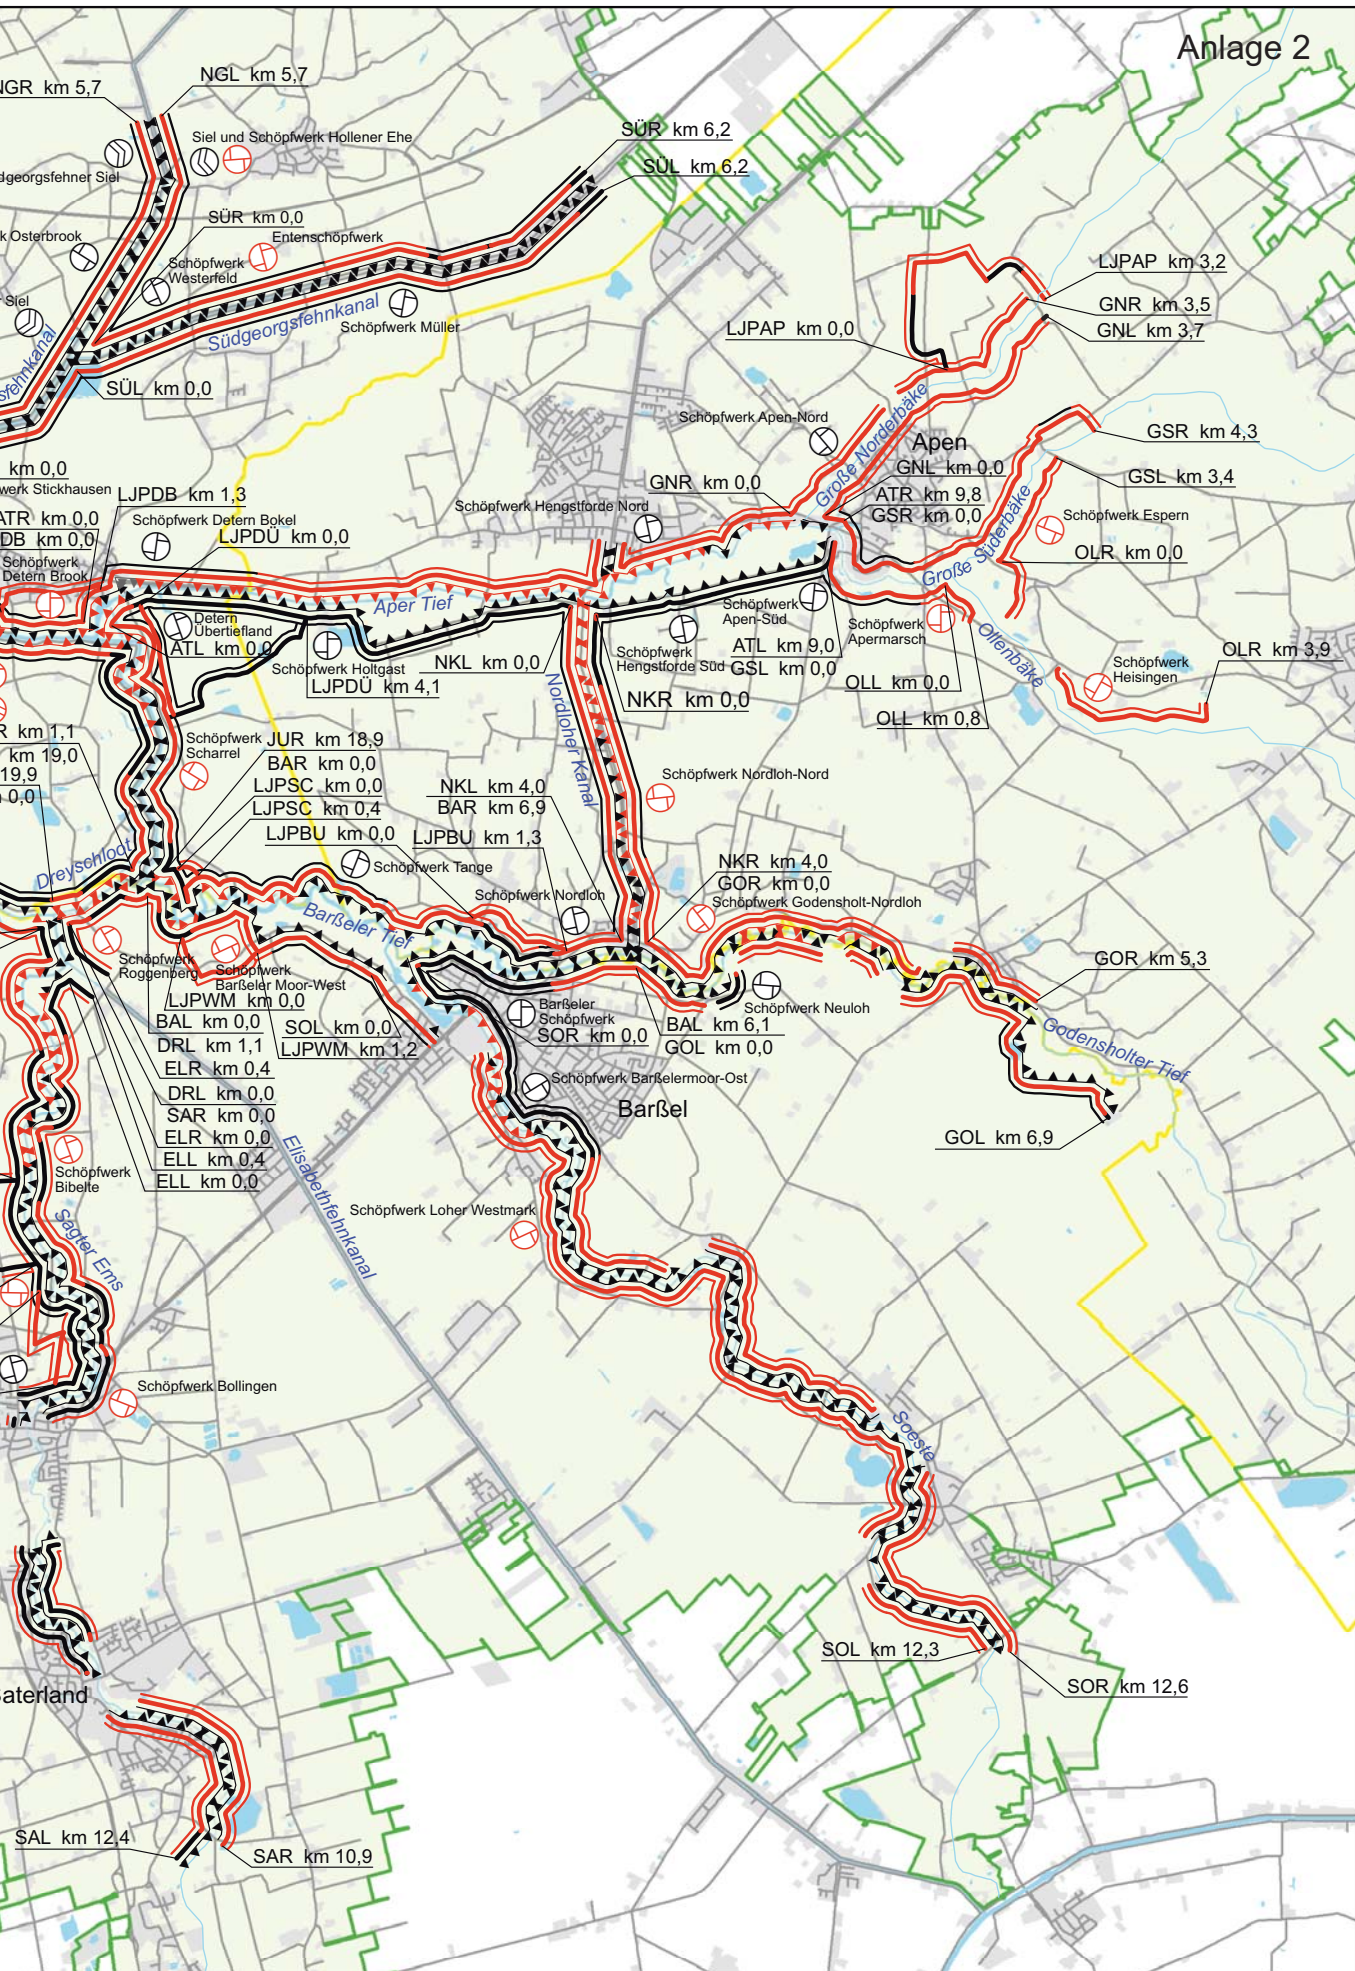 Anlage 2
NGR km 5,7
NGL km 5,7
Siel und Schöpfwerk Hollener Ehe
dgeorgsfehner Siel
SÜR km 6,2
SÜL km 6,2
SÜR km 0,0
k Osterbrook
Entenschöpfwerk
Schöpfwerk
Westerfeld
Siel
Südgeorgsfehnkanal
Schöpfwerk Müller
sfehnkanal
SÜL km 0,0
LJPAP km 3,2
GNR km 3,5
GNL km 3,7
LJPAP km 0,0
Schöpfwerk Apen-Nord
Große Norderbäke
Apen
GSR km 4,3
GNL km 0,0
GSL km 3,4
km 0,0
werk Stickhausen
LJPDB km 1,3
GNR km 0,0
ATR km 9,8
GSR km 0,0
ATR km 0,0
DB km 0,0
Schöpfwerk Detern Bokel
LJPDÜ km 0,0
Schöpfwerk Hengstforde Nord
Große Süderbäke
Schöpfwerk Espern
OLR km 0,0
Schöpfwerk
Detern Brook
Aper Tief
Detern
Übertiefland
ATL km 0,0
Schöpfwerk
Apen-Süd
Schöpfwerk
Apermarsch
Ollenbäke
Schöpfwerk Holtgast
LJPDÜ km 4,1
NKL km 0,0
Schöpfwerk
Hengstforde Süd
ATL km 9,0
GSL km 0,0
OLR km 3,9
Schöpfwerk
Heisingen
OLL km 0,0
NKR km 0,0
OLL km 0,8
Nordloher Kanal
R km 1,1
km 19,0
19,9
0,0
Schöpfwerk
Scharrel
JUR km 18,9
BAR km 0,0
LJPSC km 0,0
LJPSC km 0,4
LJPBU km 0,0
NKL km 4,0
BAR km 6,9
LJPBU km 1,3
Schöpfwerk Nordloh-Nord
Dreyschloot
Schöpfwerk Tange
Schöpfwerk Nordloh
NKR km 4,0
GOR km 0,0
Schöpfwerk Godensholt-Nordloh
Barßeler Tief
Schöpfwerk
Roggenberg
Schöpfwerk
Barßeler Moor-West
GOR km 5,3
LJPWM km 0,0
BAL km 0,0
SOL km 0,0
DRL km 1,1
LJPWM km 1,2
Barßeler
Schöpfwerk
SOR km 0,0
Schöpfwerk Neuloh
BAL km 6,1
GOL km 0,0
Godensholter Tief
ELR km 0,4
DRL km 0,0
SAR km 0,0
ELR km 0,0
ELL km 0,4
ELL km 0,0
Schöpfwerk Barßelermoor-Ost
Barßel
GOL km 6,9
Schöpfwerk
Bibelte
Sagter Ems
Elisabethfehnkanal
Schöpfwerk Loher Westmark
Schöpfwerk Bollingen
Soeste
SOL km 12,3
SOR km 12,6
Saterland
SAL km 12,4
SAR km 10,9